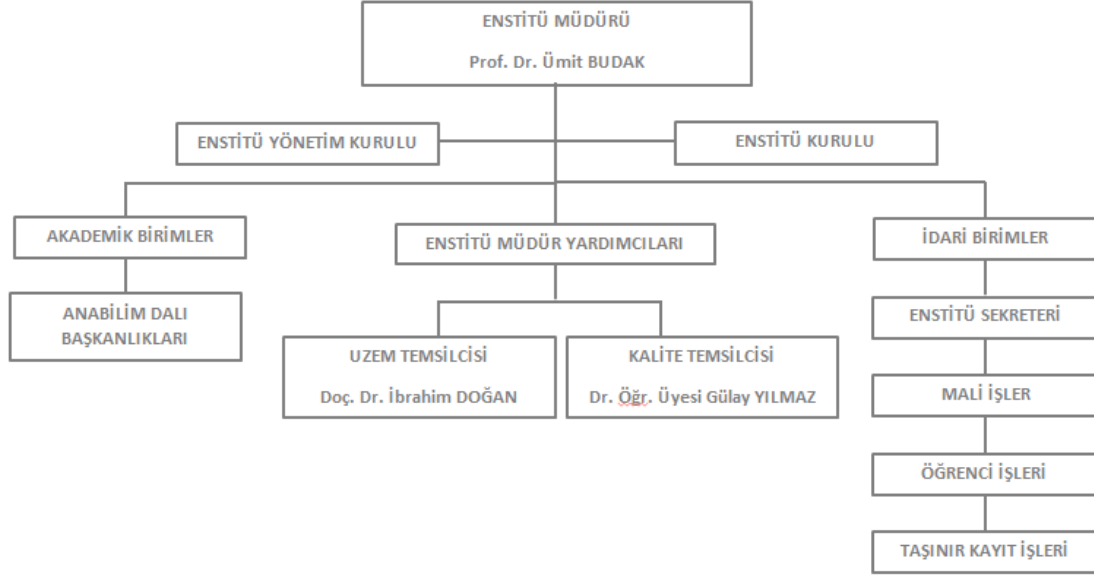 ENSTİTÜ MÜDÜRÜ
Prof. Dr. Ümit BUDAK
ENSTİTÜ YÖNETİM KURULU
ENSTİTÜ KURULU
AKADEMİK BİRİMLER
ENSTİTÜ MÜDÜR YARDIMCILARI
İDARİ BİRİMLER
ANABİLİM DALI
BAŞKANLIKLARI
ENSTİTÜ SEKRETERİ
UZEM TEMSİLCİSİ
Doç. Dr. İbrahim DOĞAN
KALİTE TEMSİLCİSİ
Dr. Öğr. Üyesi Gülay YILMAZ
MALİ İŞLER
ÖĞRENCİ İŞLERİ
TAŞINIR KAYIT İŞLERİ